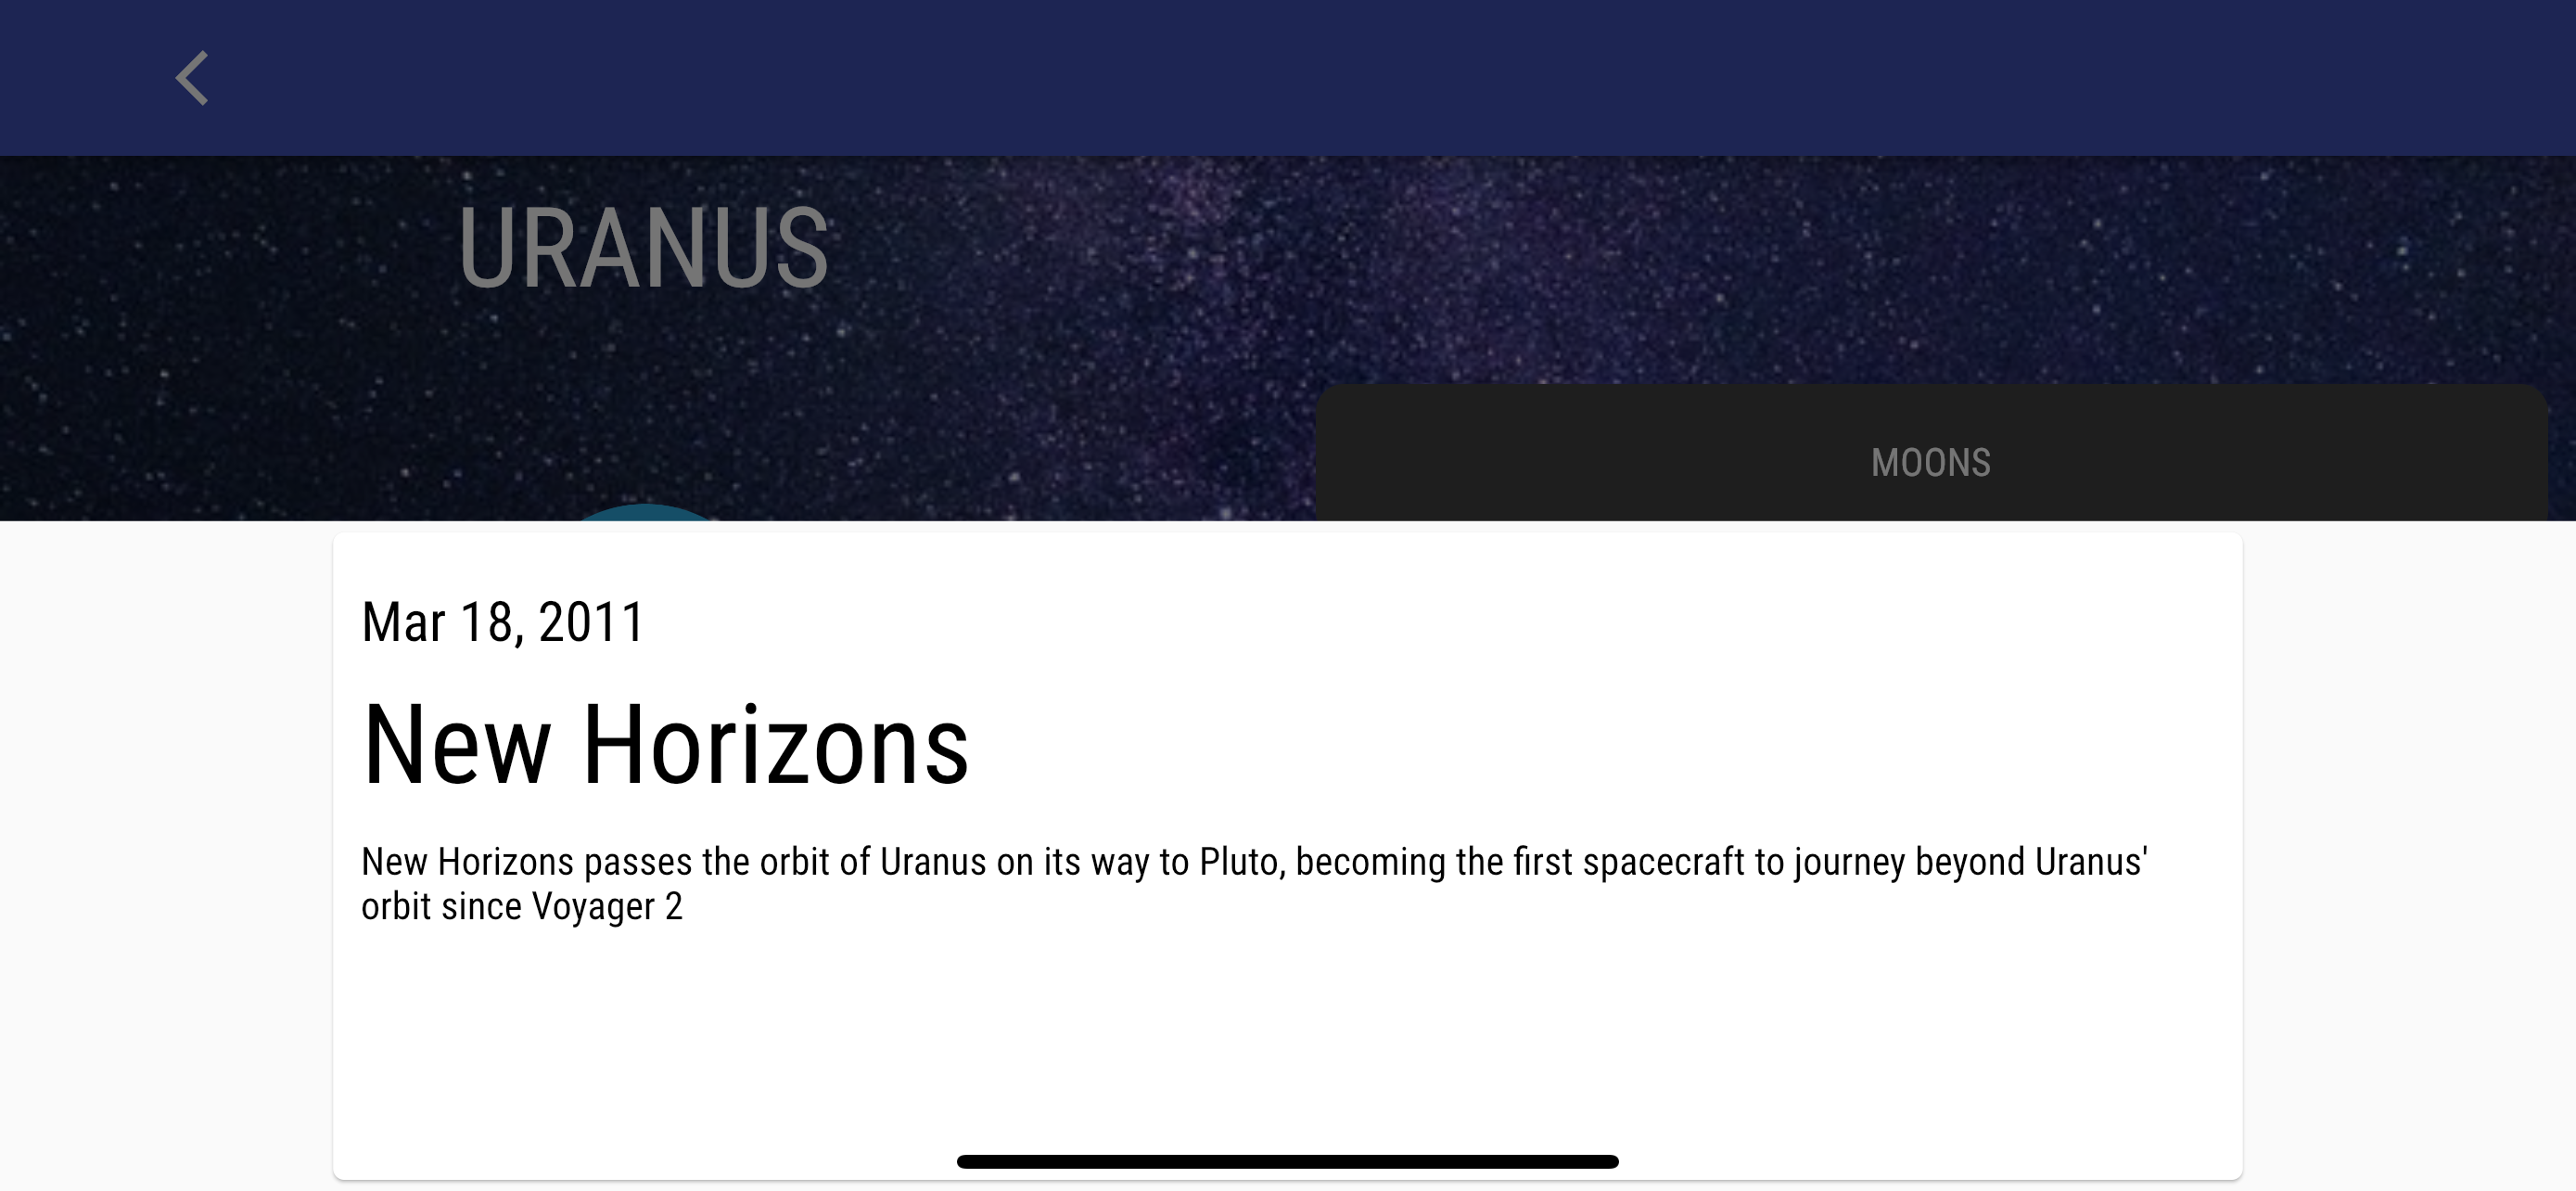 URANUS
MOONS
Mar 18, 2011
New Horizons
New Horizons passes the orbit of Uranus on its way to Pluto, becoming the first spacecraft to journey beyond Uranus'
orbit since Voyager 2